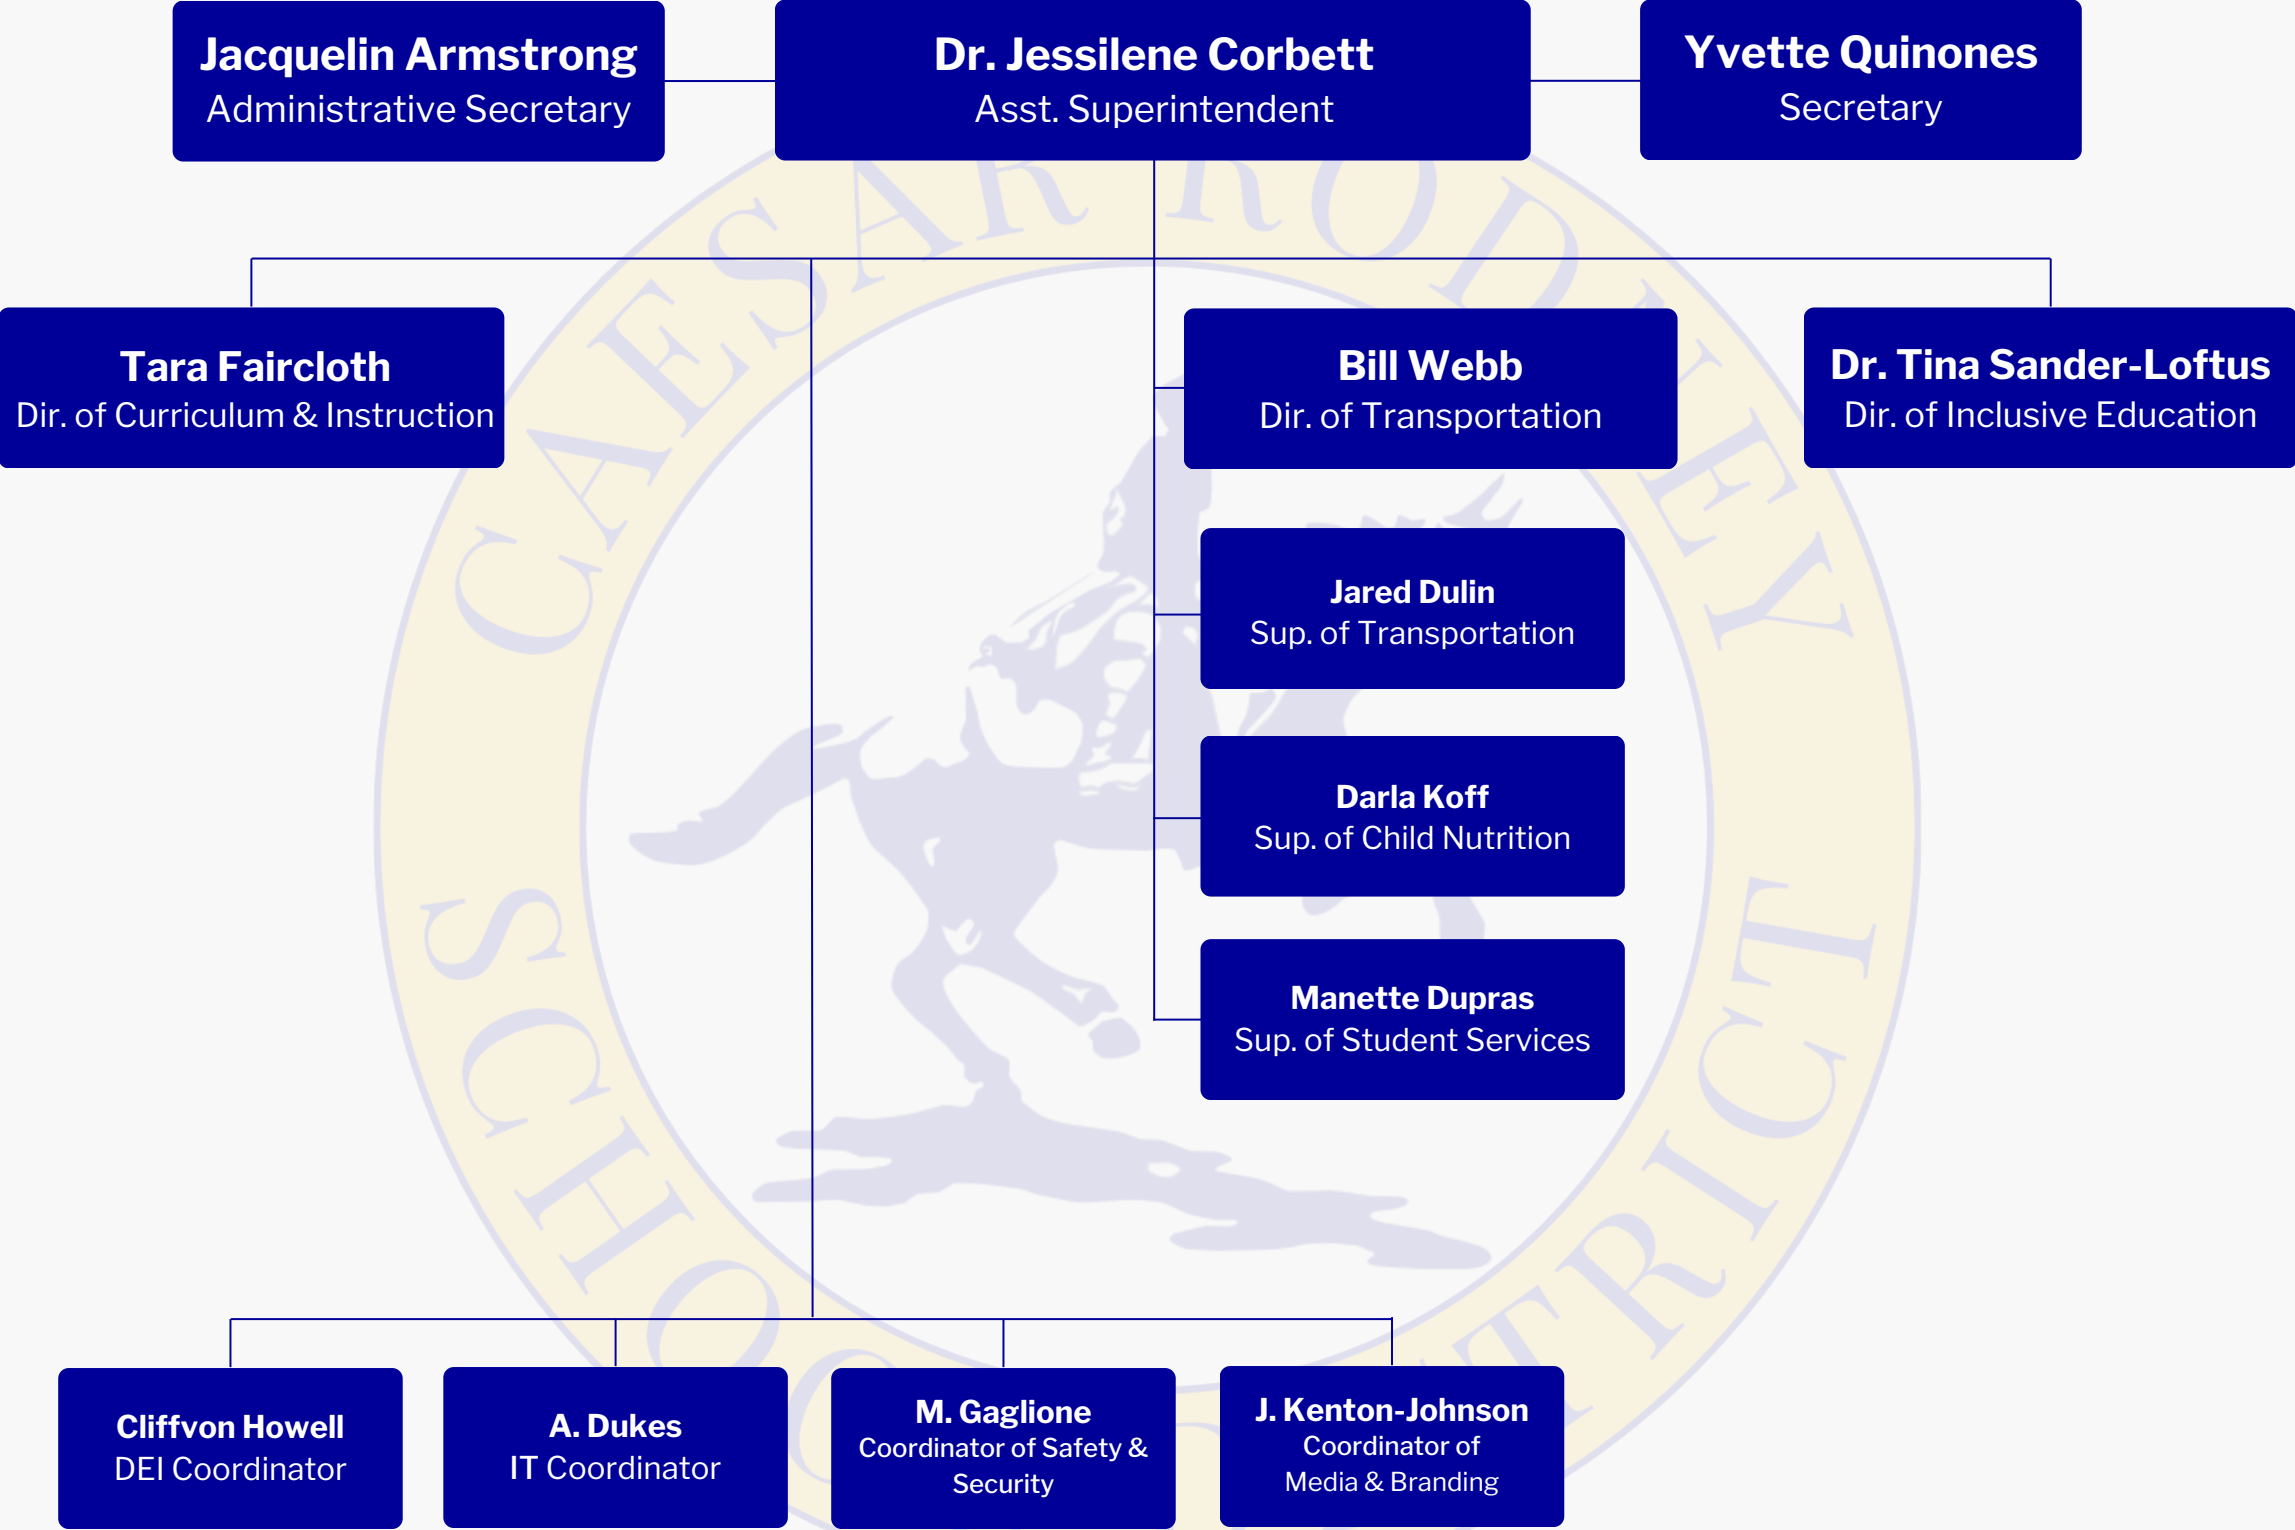 Jacquelin Armstrong
Administrative Secretary
Dr. Jessilene Corbett
Asst. Superintendent
Yvette Quinones
Secretary
CAESAR RODNEY
Tara Faircloth
Dir. of Curriculum & Instruction
Bill Webb
Dir. of Transportation
Dr. Tina Sander-Loftus
Dir. of Inclusive Education
Jared Dulin
Sup. of Transportation
Darla Koff
Sup. of Child Nutrition
Manette Dupras
Sup. of Student Services
Cliffvon Howell
DEI Coordinator
A. Dukes
IT Coordinator
M. Gaglione
Coordinator of Safety &
Security
J. Kenton-Johnson
Coordinator of
Media & Branding